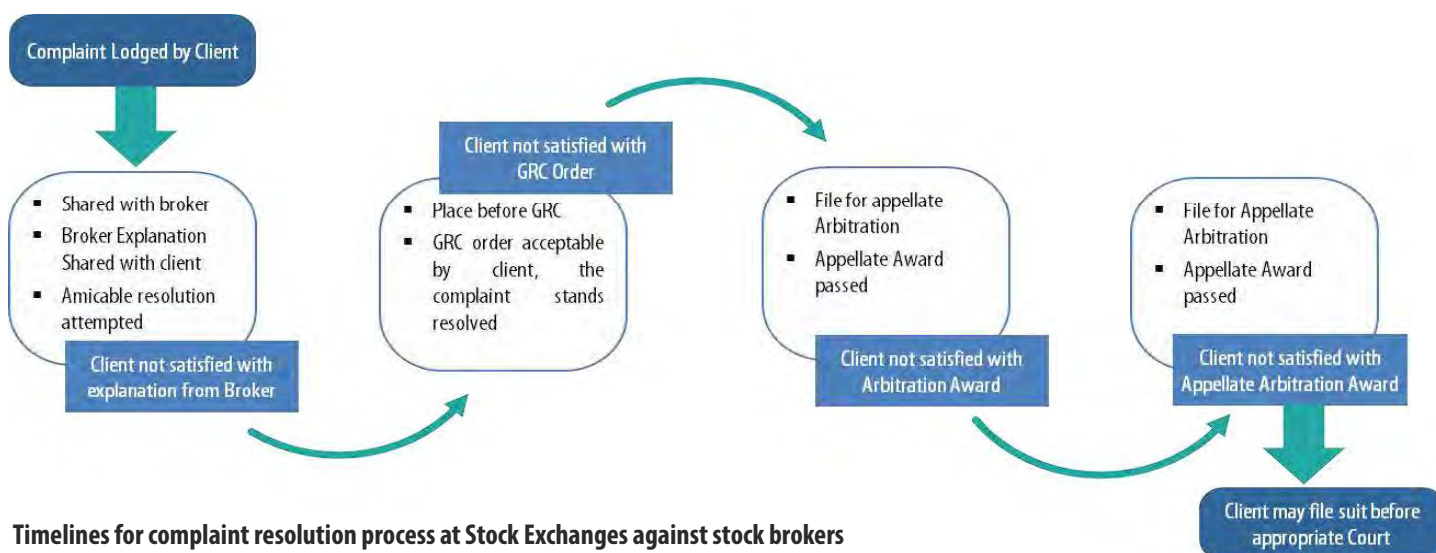 Complaint Lodged by Client
▪ Shared with broker
▪ Broker Explanation
Shared with client
▪ Amicable resolution
attempted
Client not satisfied with
explanation from Broker
Client not satisfied with
GRC Order
▪ Place before GRC
▪ GRC order acceptable
by client, the
complaint stands
resolved
▪ File for appellate
Arbitration
▪ Appellate Award
passed
Client not satisfied with
Arbitration Award
▪ File for Appellate
Arbitration
▪ Appellate Award
passed
Client not satisfied with
Appellate Arbitration Award
Client may file suit before
appropriate Court
Timelines for complaint resolution process at Stock Exchanges against stock brokers